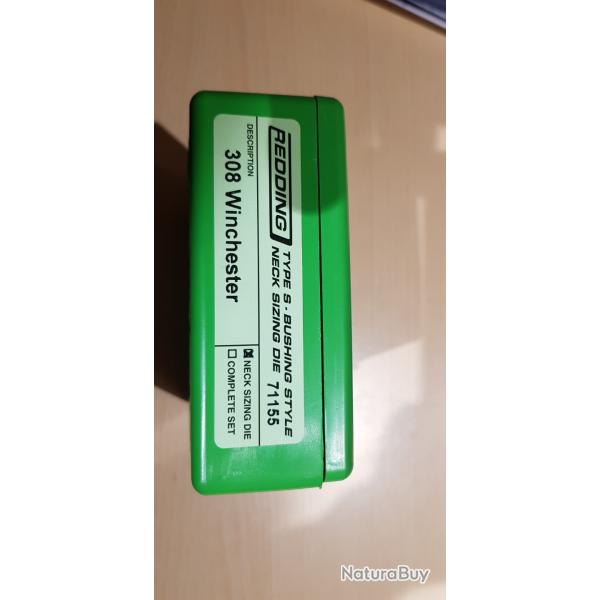 REDDING
TYPE S - BUSHING STYLE
NECK SIZING DIE 71155
DESCRIPTION
308 Winchester
NECK SIZING DIE
COMPLETE SET
NaturaBuy